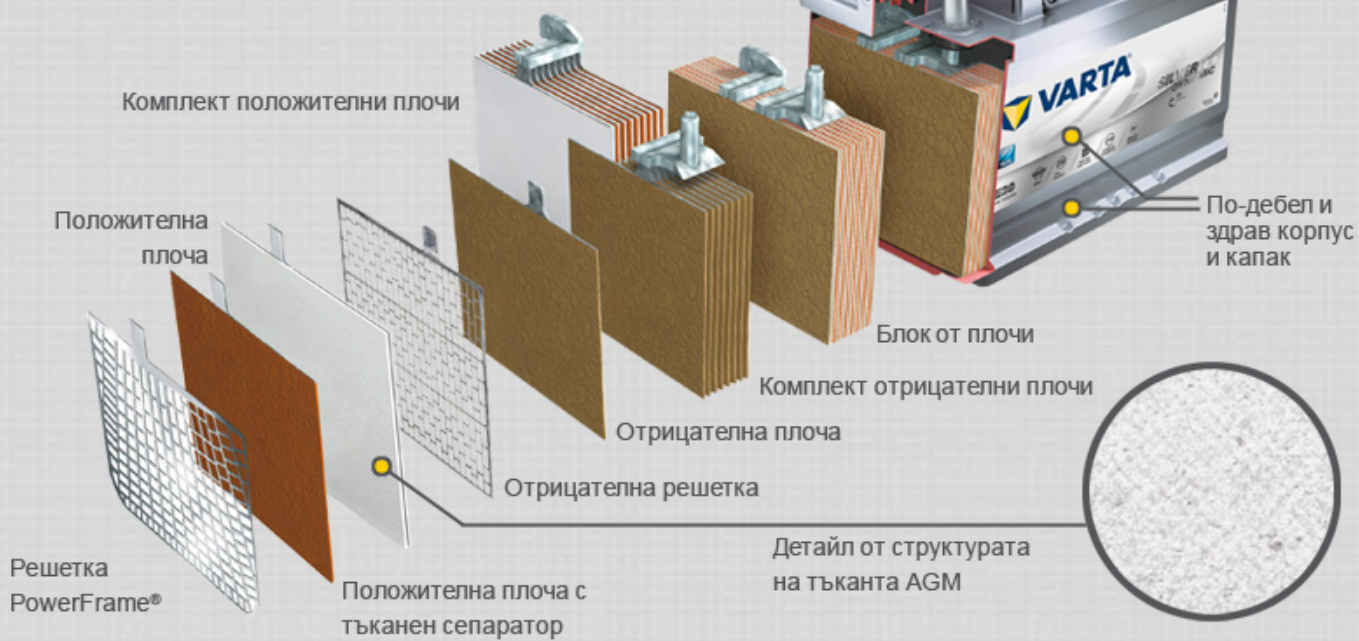 VARTA
SILVER
Комплект положителни плочи
Положителна
плоча
По-дебел и
здрав корпус
и капак
Блок от плочи
Комплект отрицателни плочи
Отрицателна плоча
Отрицателна решетка
Детайл от структурата
на тъканта AGM
Решетка
PowerFrame®
Положителна плоча с
тъканен сепаратор